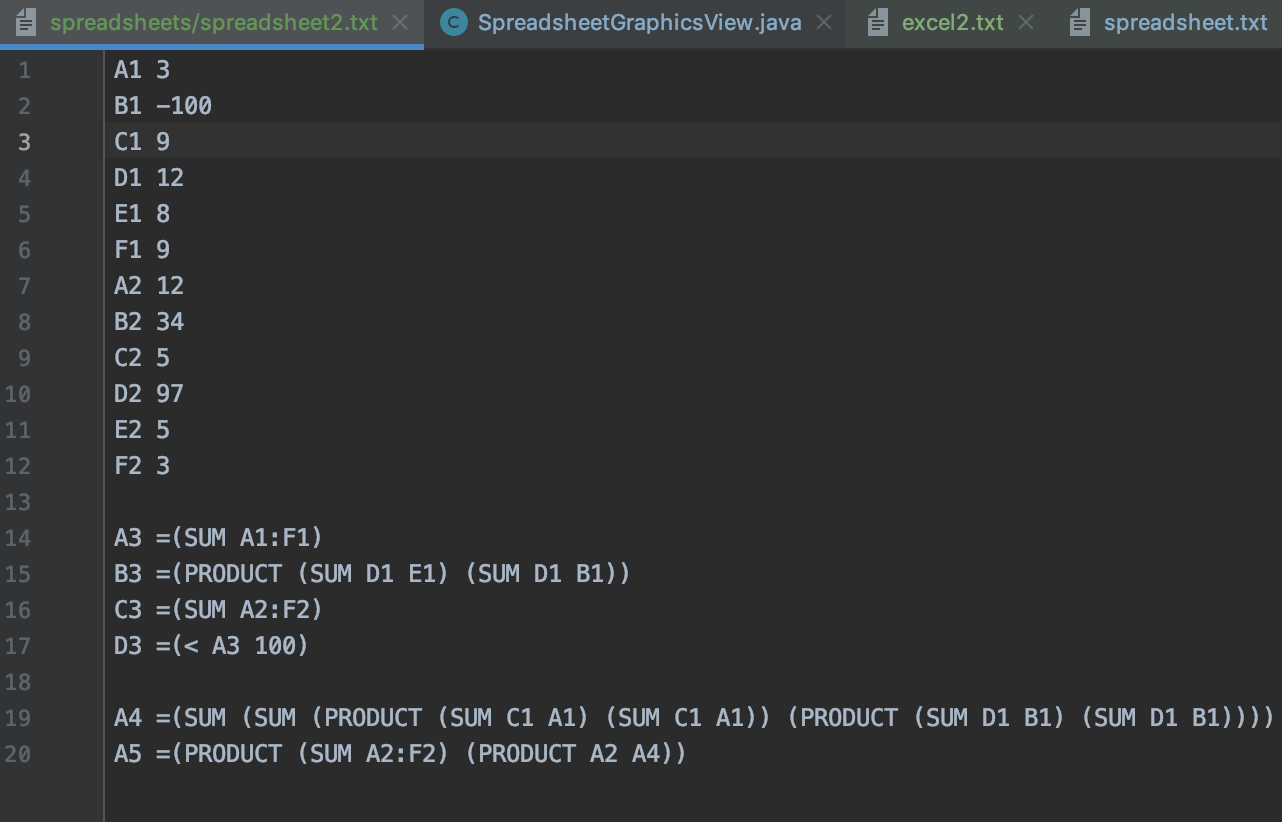 spreadsheets/spreadsheet2.txt SpreadsheetGraphicsView.java excel2.txt spreadsheet.txt
1 A1 3
2 B1 -100
3 C1 9
4 D1 12
5 E1 8
6 F1 9
7 A2 12
8 B2 34
9 C2 5
10 D2 97
11 E2 5
12 F2 3
13
14 A3 =(SUM A1:F1)
15 B3 =(PRODUCT (SUM D1 E1) (SUM D1 B1))
16 C3 =(SUM A2:F2)
17 D3 =(< A3 100)
18
19 A4 =(SUM (SUM (PRODUCT (SUM C1 A1) (SUM C1 A1)) (PRODUCT (SUM D1 B1) (SUM D1 B1))))
20 A5 =(PRODUCT (SUM A2:F2) (PRODUCT A2 A4))